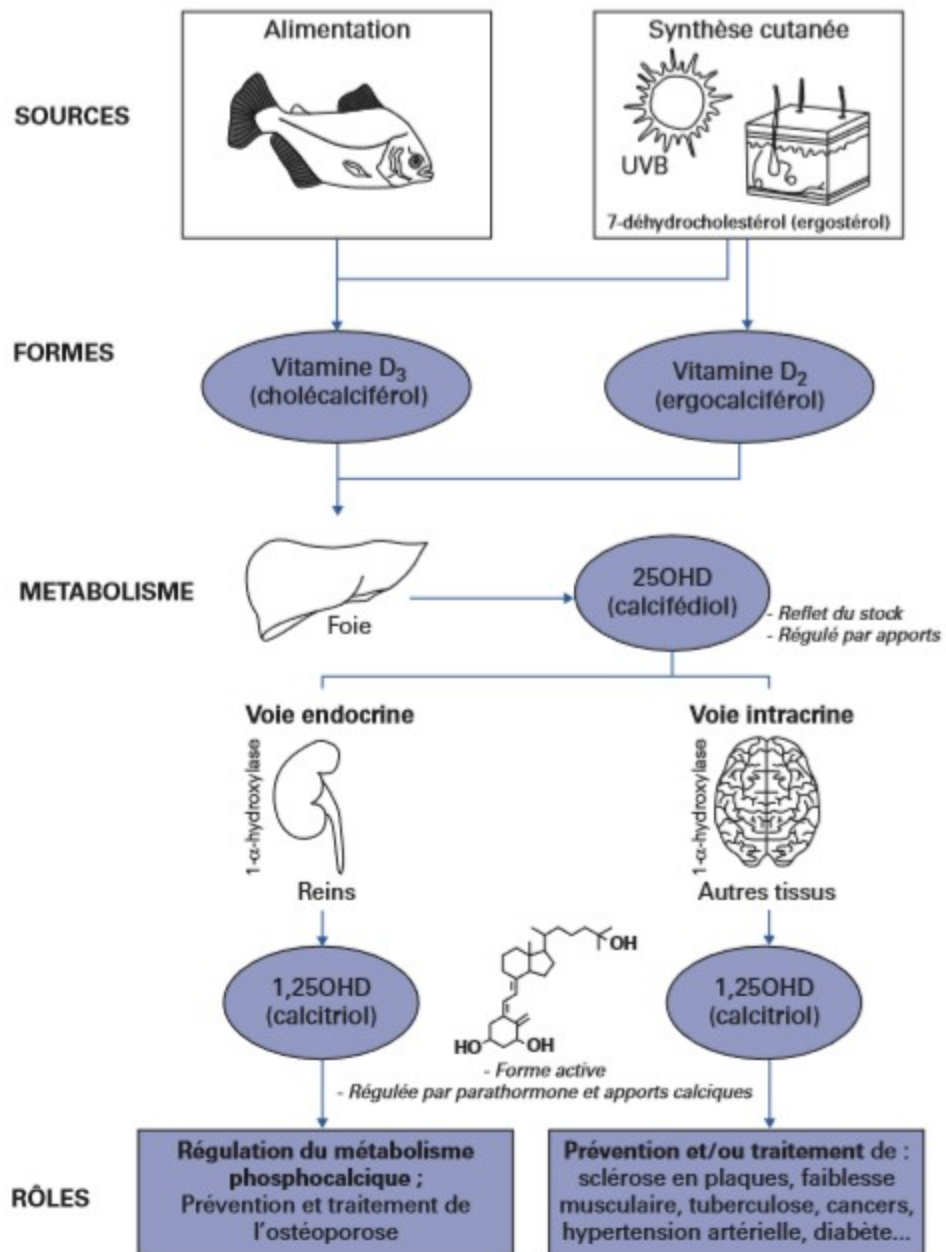 SOURCES
Alimentation
Synthèse cutanée
UVB
7-déhydrocholestérol (ergostérol)
FORMES
Vitamine D3
(cholécalciférol)
Vitamine D2
(ergocalciférol)
METABOLISME
Foie
25OHD
(calcifédiol)
- Reflet du stock
- Régulé par apports
Voie endocrine
1-α-hydroxylase
Reins
Voie intracrine
1-α-hydroxylase
Autres tissus
1,25OHD
(calcitriol)
OH
HO
OH
- Forme active
- Régulée par parathormone et apports calciques
1,25OHD
(calcitriol)
RÔLES
Régulation du métabolisme
phosphocalcique ;
Prévention et traitement de
l'ostéoporose
Prévention et/ou traitement de :
sclérose en plaques, faiblesse
musculaire, tuberculose, cancers,
hypertension artérielle, diabète...